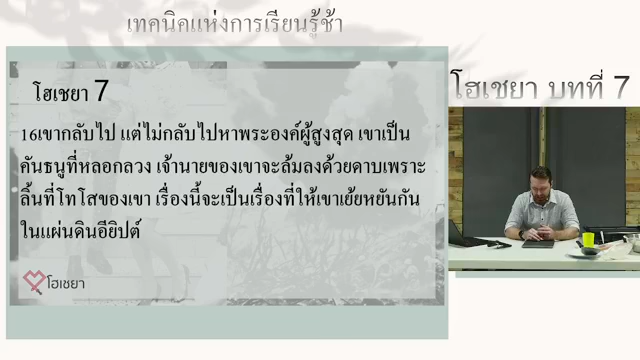 เทคนิคแห่งการเรียนรู้ช้า
โฮเชยา 7
โฮเชยา บทที่ 7
16เขากลับไป แต่ไม่กลับไปหาพระองค์ผู้สูงสุด เขาเป็น
คันธนูที่หลอกลวง เจ้านายของเขาจะล้มลงด้วยดาบเพราะ
ลิ้นที่โทโสของเขา เรื่องนี้จะเป็นเรื่องที่ให้เขาเย้ยหยันกัน
ในแผ่นดินอียิปต์
โฮเชยา